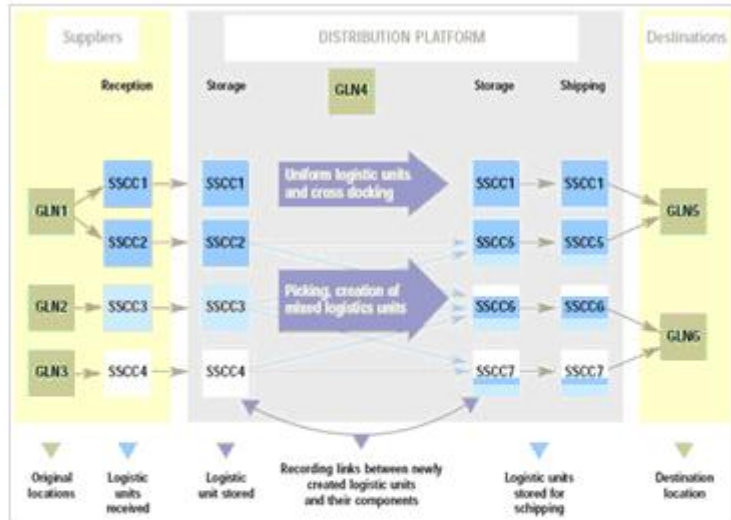 Suppliers
DISTRIBUTION PLATFORM
Destinations
Reception
Storage
GLN4
Storage
Shipping
SSCC1
SSCC1
Uniform logistic units
and cross docking
SSCC1
SSCC1
GLN1
GLN5
SSCC2
SSCC2
SSCC5
SSCC5
GLN2
SSCC3
SSCC3
Picking, creation of
mixed logistics units
SSCC6
SSCC6
GLN6
GLN3
SSCC4
SSCC4
SSCC7
SSCC7
Original
locations
Logistic
units
received
Logistic
unit stored
Recording links between newly
created logistic units
and their components
Logistic units
stored for
schipping
Destination
location